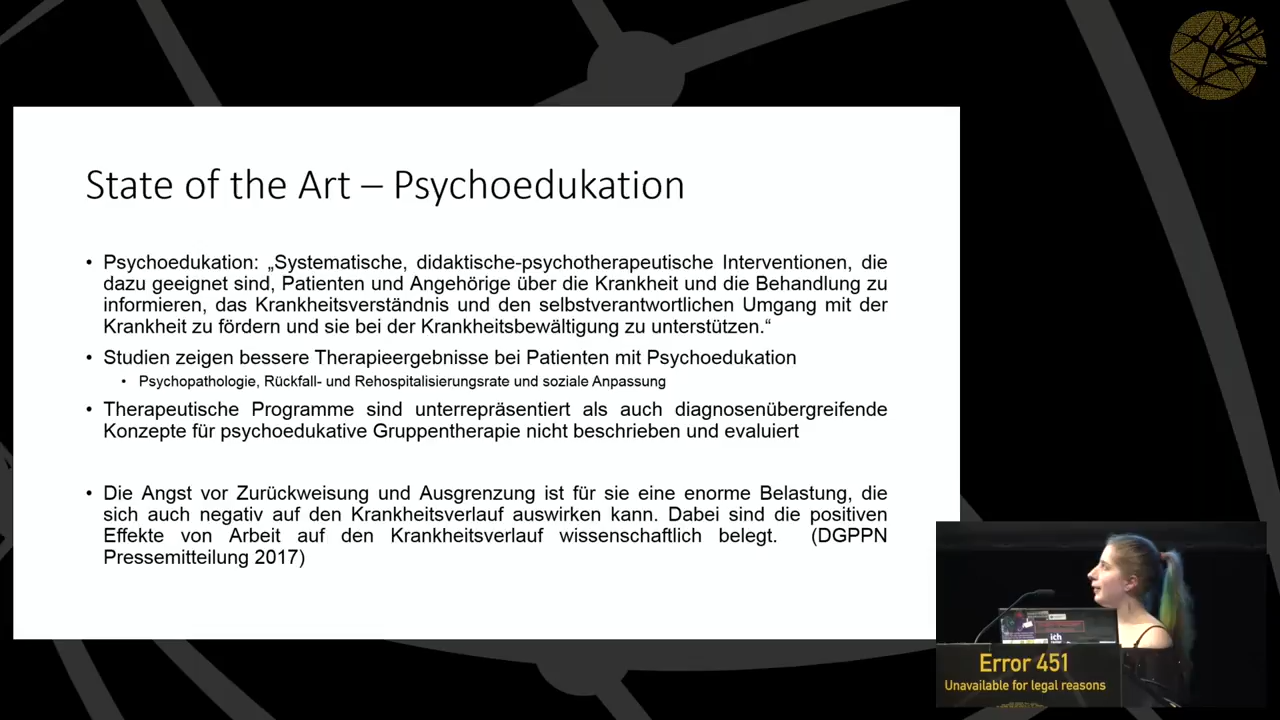 State of the Art – Psychoedukation
• Psychoedukation: „Systematische, didaktische-psychotherapeutische Interventionen, die
dazu geeignet sind, Patienten und Angehörige über die Krankheit und die Behandlung zu
informieren, das Krankheitsverständnis und den selbstverantwortlichen Umgang mit der
Krankheit zu fördern und sie bei der Krankheitsbewältigung zu unterstützen.“
• Studien zeigen bessere Therapieergebnisse bei Patienten mit Psychoedukation
• Psychopathologie, Rückfall- und Rehospitalisierungsrate und soziale Anpassung
• Therapeutische Programme sind unterrepräsentiert als auch diagnosenübergreifende
Konzepte für psychoedukative Gruppentherapie nicht beschrieben und evaluiert
• Die Angst vor Zurückweisung und Ausgrenzung ist für sie eine enorme Belastung, die
sich auch negativ auf den Krankheitsverlauf auswirken kann. Dabei sind die positiven
Effekte von Arbeit auf den Krankheitsverlauf wissenschaftlich belegt. (DGPPN
Pressemitteilung 2017)
ich
Error 451
Unavailable for legal reasons